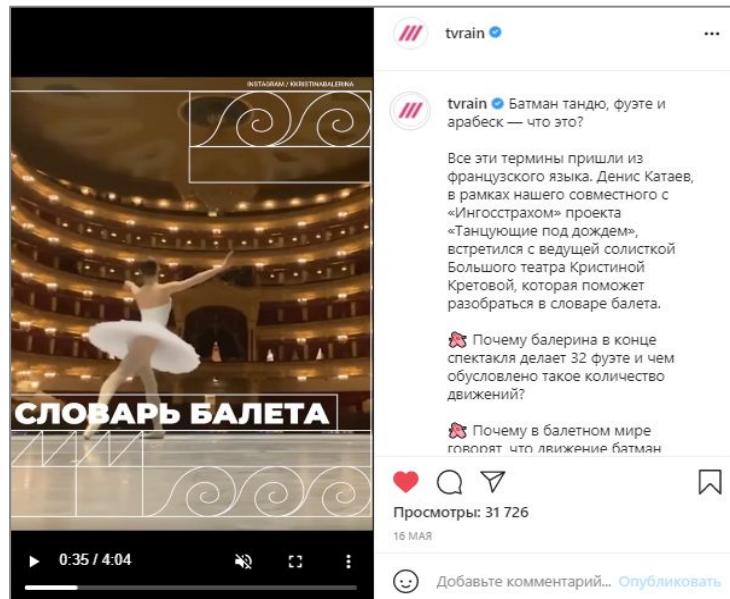 INSTAGRAM / KKRISTINABALERINA
СЛОВАРЬ БАЛЕТА
0:35 / 4:04
tvrain
tvrain Батман тандю, фуэте и
арабеск — что это?
Все эти термины пришли из
французского языка. Денис Катаев,
в рамках нашего совместного с
«Ингосстрахом» проекта
«Танцующие под дождем»,
встретился с ведущей солисткой
Большого театра Кристиной
Кретовой, которая поможет
разобраться в словаре балета.
Почему балерина в конце
спектакля делает 32 фуэте и чем
обусловлено такое количество
движений?
Почему в балетном мире
говорят, что движение батман
Просмотры: 31 726
16 МАЯ
Добавьте комментарий... Опубликовать